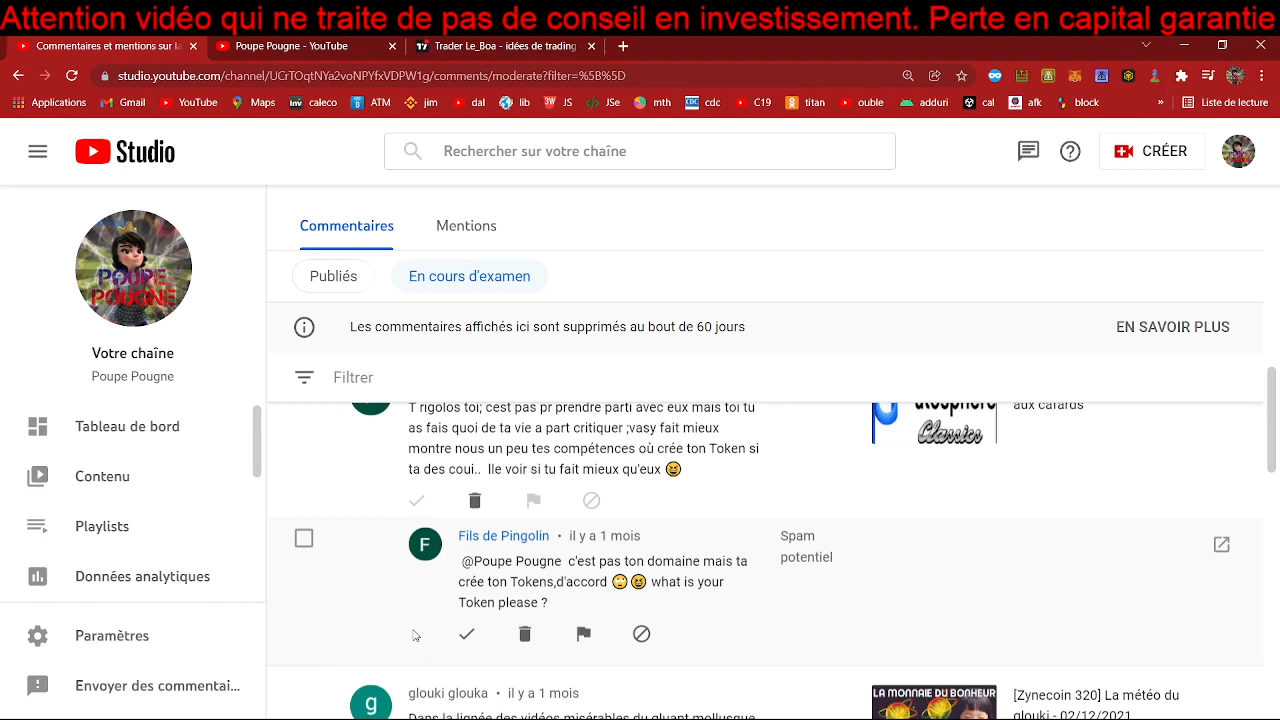 Attention vidéo qui ne traite de pas de conseil en investissement. Perte en capital garantie
Commentaires et mentions sur la
Poupe Pougne - YouTube
Trader Le_Boa - idées de trading
studio.youtube.com/channel/UCrTOqtNYa2voNPYfxVDPW1g/comments/moderate?filter=%5B%5D
Applications
Gmail
YouTube
Maps
caleco
ATM
jim
dal
lib
JS
JSe
mth
cdc
C19
titan
ouble
adduri
cal
afk
block
»
Liste de lecture
Studio
Rechercher sur votre chaîne
CRÉER
POUPE
POUGNE
Votre chaîne
Poupe Pougne
Tableau de bord
Contenu
Playlists
Données analytiques
Paramètres
Envoyer des commentai...
Commentaires
Mentions
Publiés
En cours d'examen
Les commentaires affichés ici sont supprimés au bout de 60 jours
EN SAVOIR PLUS
Filtrer
T rigolos toi; cest pas pr prendre parti avec eux mais toi tu
as fais quoi de ta vie a part critiquer ;vasy fait mieux
montre nous un peu tes compétences où crée ton Token si
ta des coui.. Ile voir si tu fait mieux qu'eux 😆
aux cafards
Classics
F
Fils de Pingolin • il y a 1 mois
@Poupe Pougne c'est pas ton domaine mais ta
crée ton Tokens,d'accord 🙄😆 what is your
Token please ?
Spam
potentiel
g
glouki glouka • il y a 1 mois
Dans la lignée des vidéos misérables du gluant mollusque
LA MONNAIE DU BONHEUR
[Zynecoin 320] La météo du
glouki - 02/12/2021